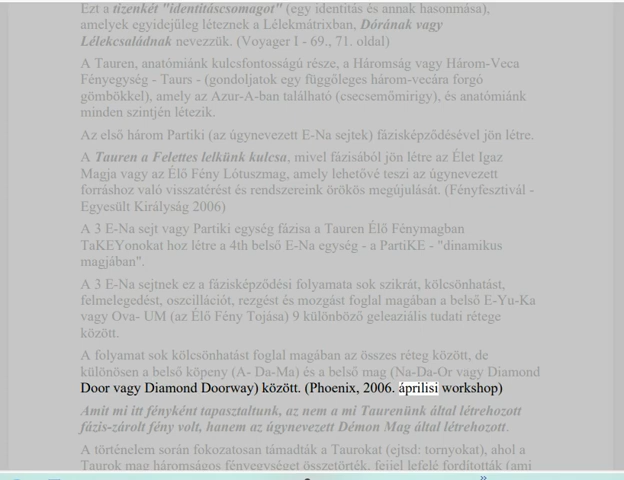 Ezt a tizenkét "identitáscsomagot" (egy identitás és annak hasonmása),
amelyek egyidejűleg léteznek a Lélekmátrixban, Dórának vagy
Lélekcsaládnak nevezzük. (Voyager I - 69., 71. oldal)
A Tauren, anatómiánk kulcsfontosságú része, a Háromság vagy Három-Veca
Fényegység - Taurs - (gondoljatok egy függőleges három-vecára forgó
gömbökkel), amely az Azur-A-ban található (csecsemőmirigy), és anatómiánk
minden szintjén létezik.
Az első három Partiki (az úgynevezett E-Na sejtek) fázisképződésével jön létre.
A Tauren a Felettes lelkünk kulcsa, mivel fázisából jön létre az Élet Igaz
Magja vagy az Élő Fény Lótuszmag, amely lehetővé teszi az úgynevezett
forráshoz való visszatérést és rendszereink örökös megújulását. (Fényfesztivál -
Egyesült Királyság 2006)
A 3 E-Na sejt vagy Partiki egység fázisa a Tauren Élő Fénymagban
TaKEYonokat hoz létre a 4th belső E-Na egység - a PartiKE - "dinamikus
magjában".
A 3 E-Na sejtnek ez a fázisképződési folyamata sok szikrát, kölcsönhatást,
felmelegedést, oszcillációt, rezgést és mozgást foglal magában a belső E-Yu-Ka
vagy Ova- UM (az Élő Fény Tojása) 9 különböző geleaziális tudati rétege
között.
A folyamat sok kölcsönhatást foglal magában az összes réteg között, de
különösen a belső köpeny (A- Da-Ma) és a belső mag (Na-Da-Or vagy Diamond
Door vagy Diamond Doorway) között. (Phoenix, 2006. áprilisi workshop)
Amit mi itt fényként tapasztaltunk, az nem a mi Taurenünk által létrehozott
fázis-zárolt fény volt, hanem az úgynevezett Démon Mag által létrehozott.
A történelem során fokozatosan támadták a Taurokat (ejtsd: tornyokat), ahol a
Taurok mag háromságos fényegységet összetörték, fejjel lefelé fordították (ami